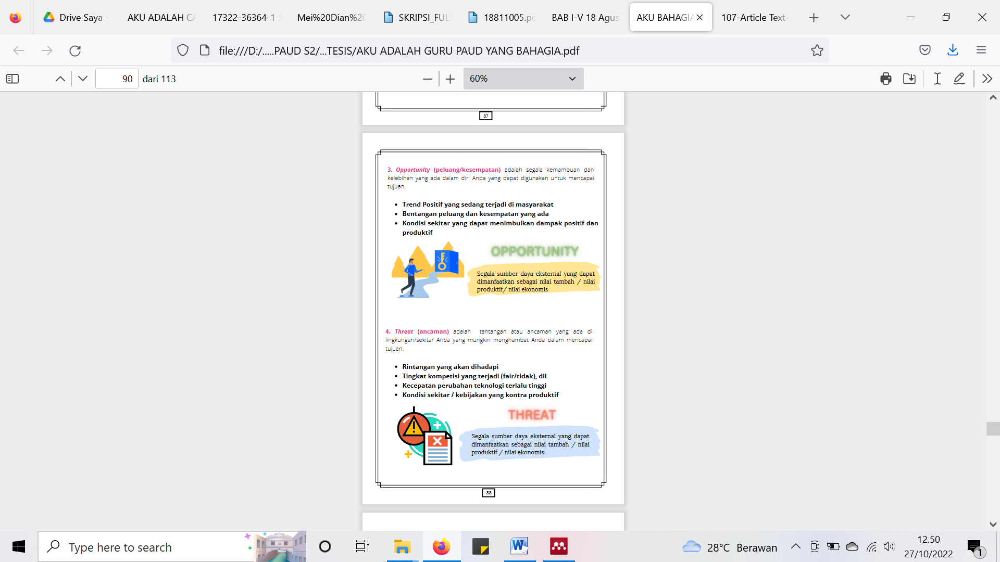 Drive Saya -
AKU ADALAH CA
17322-36364-1-S
Mei%20Dian%20
SKRIPSI_FUL
18811005.pd
BAB I-V 18 Agus
AKU BAHAGIA
107-Article Text-
file:///D:/.....PAUD S2/...TESIS/AKU ADALAH GURU PAUD YANG BAHAGIA.pdf
90 dari 113
60%
87
3. Opportunity (peluang/kesempatan) adalah segala kemampuan dan
kelebihan yang ada dalam diri Anda yang dapat digunakan untuk mencapai
tujuan.
• Trend Positif yang sedang terjadi di masyarakat
• Bentangan peluang dan kesempatan yang ada
• Kondisi sekitar yang dapat menimbulkan dampak positif dan
produktif
OPPORTUNITY
Segala sumber daya eksternal yang dapat
dimanfaatkan sebagai nilai tambah / nilai
produktif/ nilai ekonomis
4. Threat (ancaman) adalah tantangan atau ancaman yang ada di
lingkungan/sekitar Anda yang mungkin menghambat Anda dalam mencapai
tujuan.
• Rintangan yang akan dihadapi
• Tingkat kompetisi yang terjadi (fair/tidak), dll
• Kecepatan perubahan teknologi terlalu tinggi
• Kondisi sekitar / kebijakan yang kontra produktif
THREAT
Segala sumber daya eksternal yang dapat
dimanfaatkan sebagai nilai tambah / nilai
produktif / nilai ekonomis
88
Type here to search
28°C Berawan
12.50
27/10/2022
1